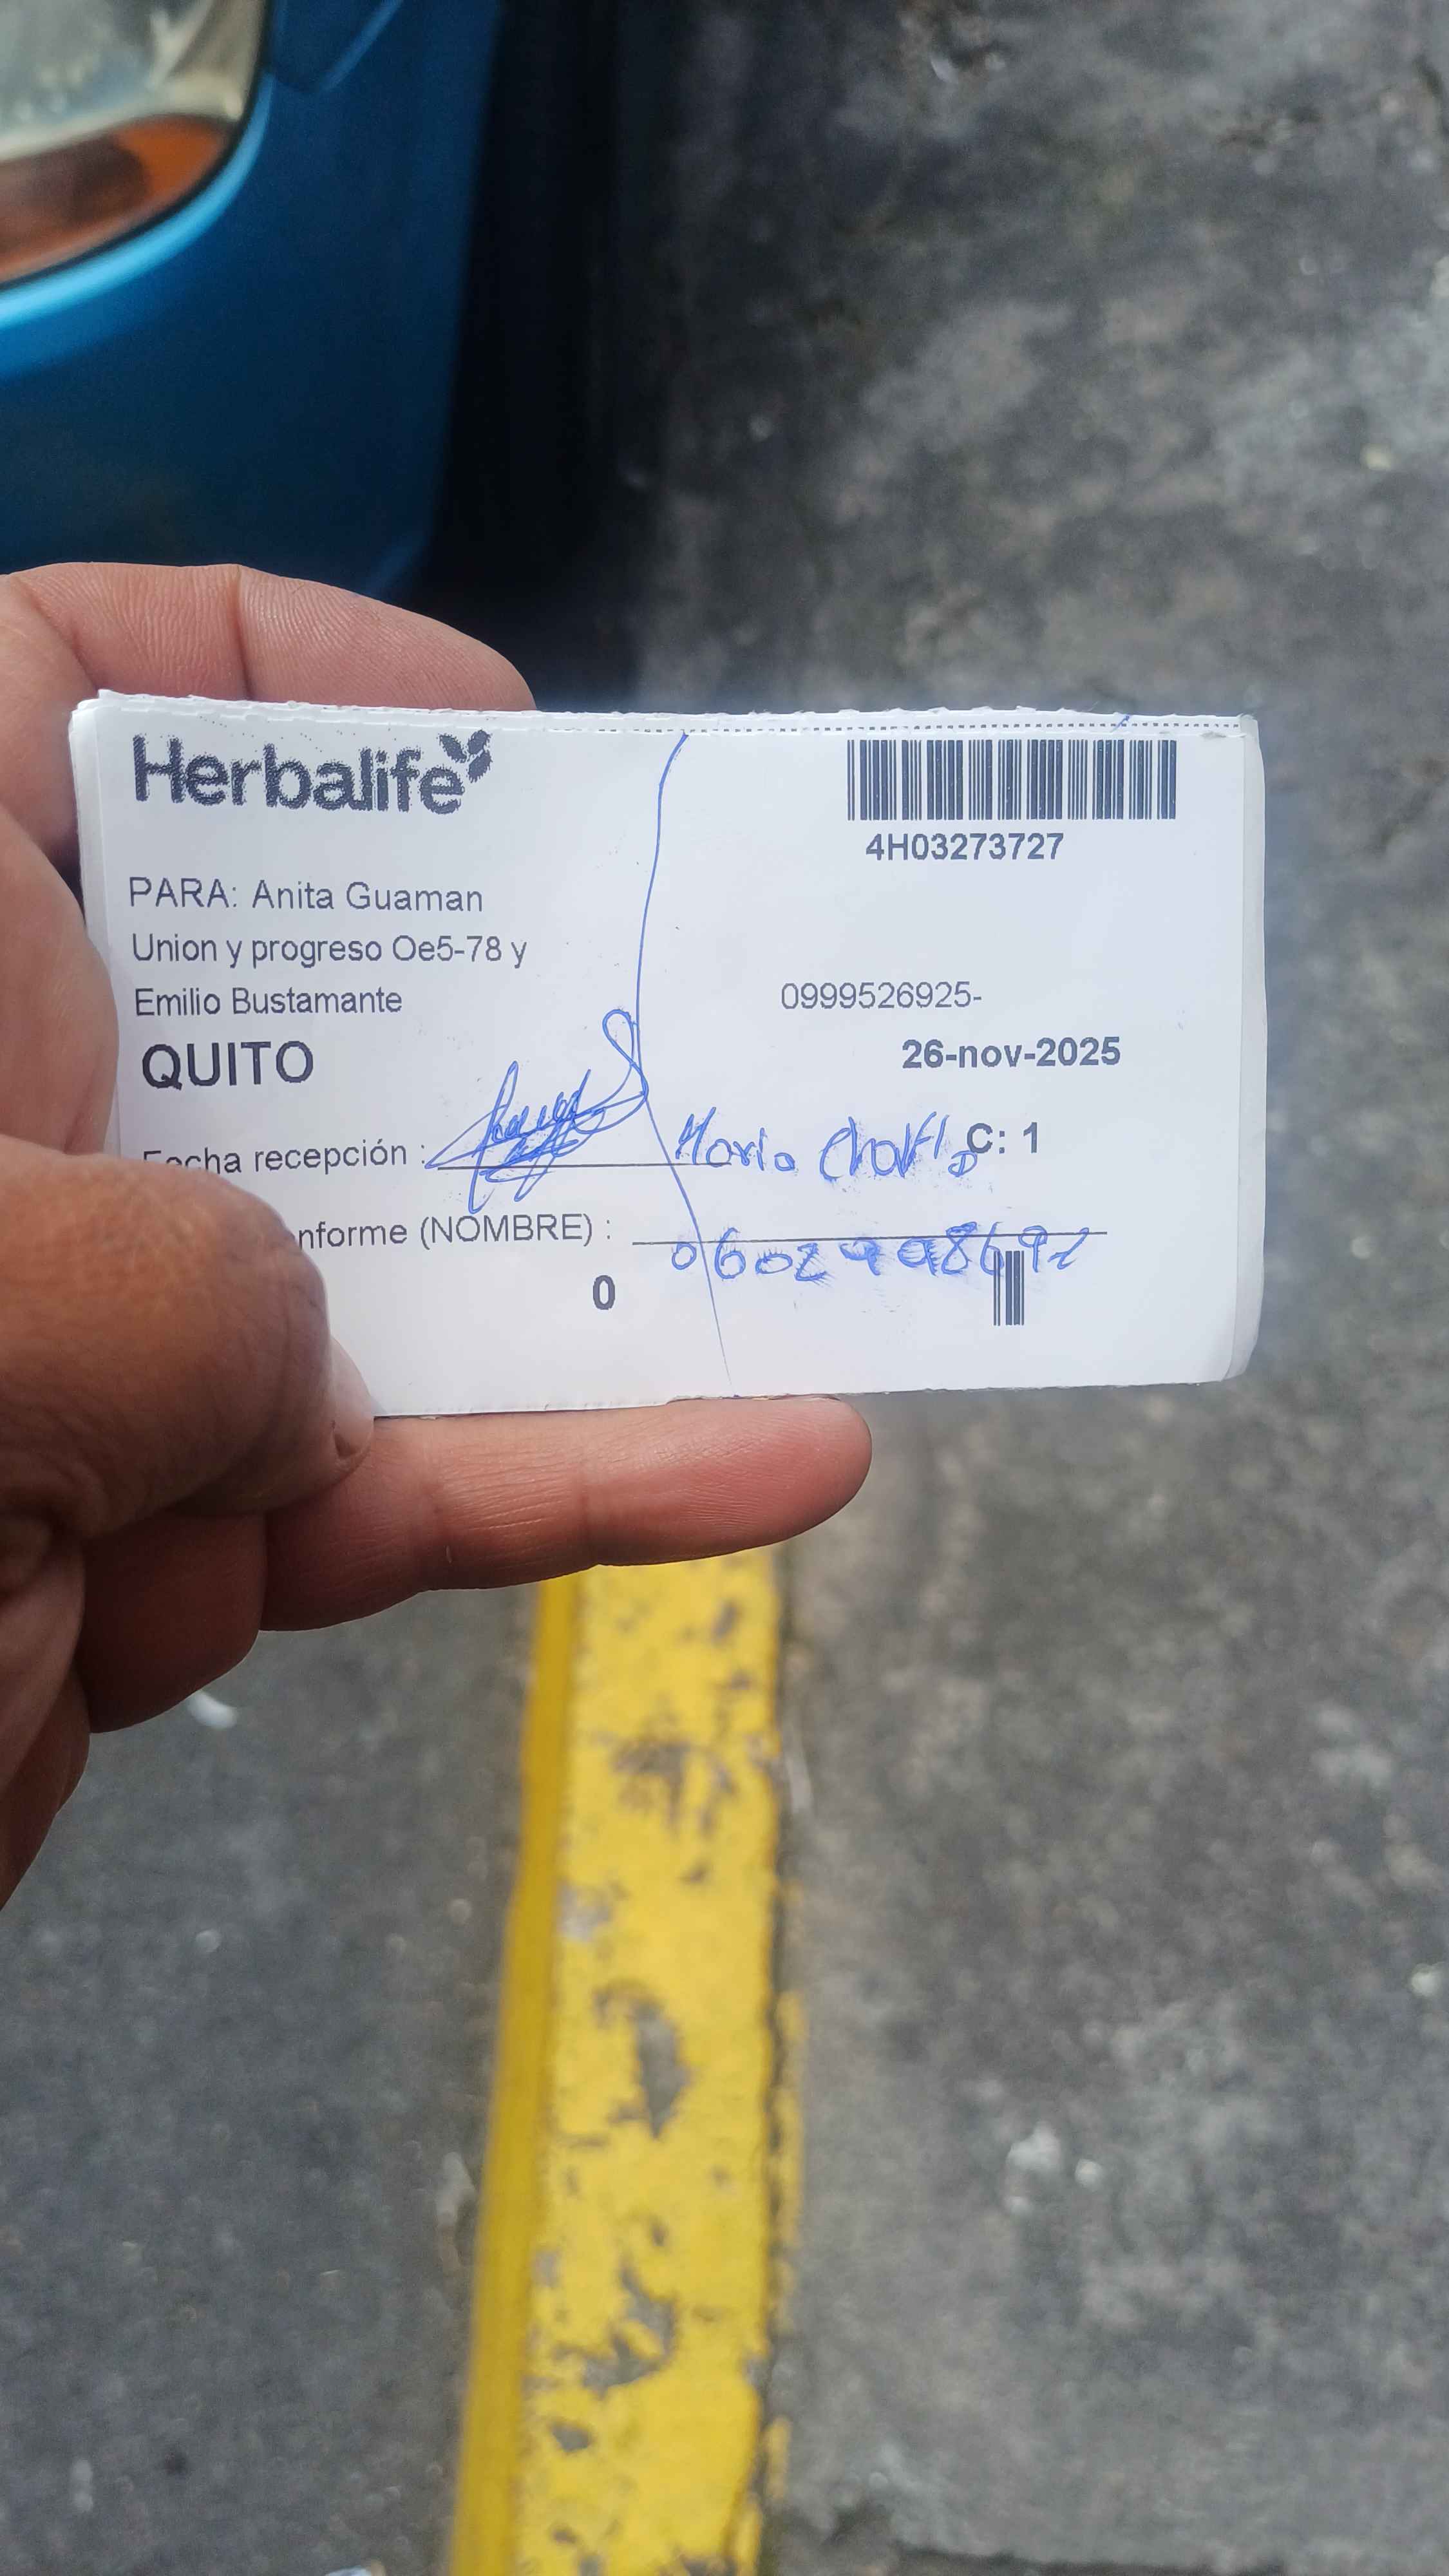 Herbalife
4H03273727
PARA: Anita Guaman
Union y progreso Oe5-78 y
Emilio Bustamante
0999526925-
QUITO
26-nov-2025
Fecha recepción :
Maria
C: 1
nforme (NOMBRE) :
0